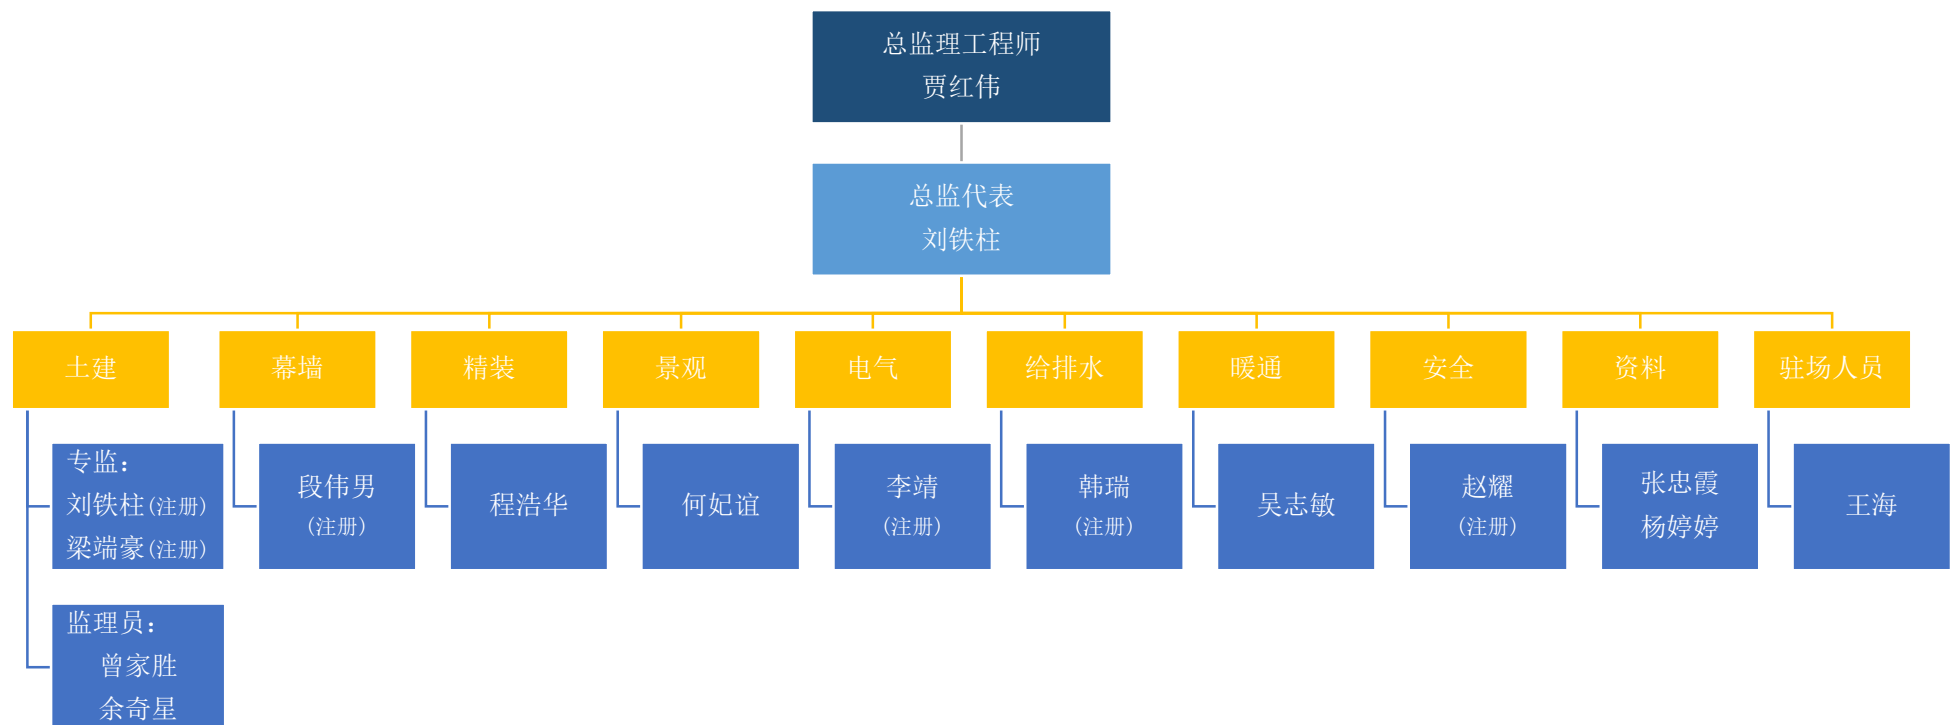 总监理工程师
贾红伟
总监代表
刘铁柱
土建
幕墙
精装
景观
电气
给排水
暖通
安全
资料
驻场人员
专监：
刘铁柱(注册)
梁端豪(注册)
段伟男
(注册)
程浩华
何妃谊
李靖
(注册)
韩瑞
(注册)
吴志敏
赵耀
(注册)
张忠霞
杨婷婷
王海
监理员：
曾家胜
余奇星